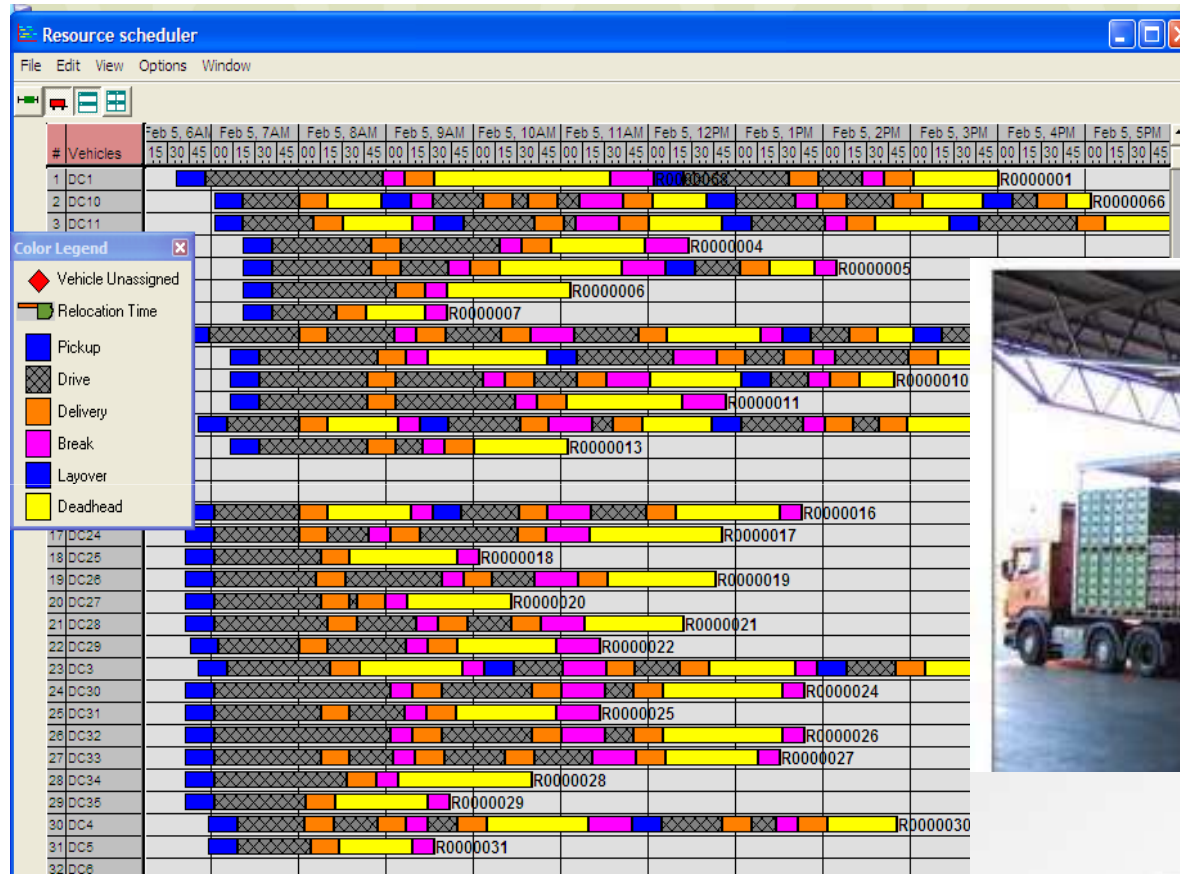 Resource scheduler
File Edit View Options Window
# Vehicles
Feb 5, 6AM Feb 5, 7AM Feb 5, 8AM Feb 5, 9AM Feb 5, 10AM Feb 5, 11AM Feb 5, 12PM Feb 5, 1PM Feb 5, 2PM Feb 5, 3PM Feb 5, 4PM Feb 5, 5PM
15 30 45 00 15 30 45 00 15 30 45 00 15 30 45 00 15 30 45 00 15 30 45 00 15 30 45 00 15 30 45 00 15 30 45 00 15 30 45 00 15 30 45 00 15 30 45
1 DC1 R0000068 R0000001
2 DC10 R0000066
3 DC11
R0000004
R0000005
R0000006
R0000007
R0000010
R0000011
R0000013
R0000016
Color Legend
Vehicle Unassigned
Relocation Time
Pickup
Drive
Delivery
Break
Layover
Deadhead
17 DC24 R0000017
18 DC25 R0000018
19 DC26 R0000019
20 DC27 R0000020
21 DC28 R0000021
22 DC29 R0000022
23 DC3
24 DC30 R0000024
25 DC31 R0000025
26 DC32 R0000026
27 DC33 R0000027
28 DC34 R0000028
29 DC35 R0000029
30 DC4 R0000030
31 DC5 R0000031
32 DC6